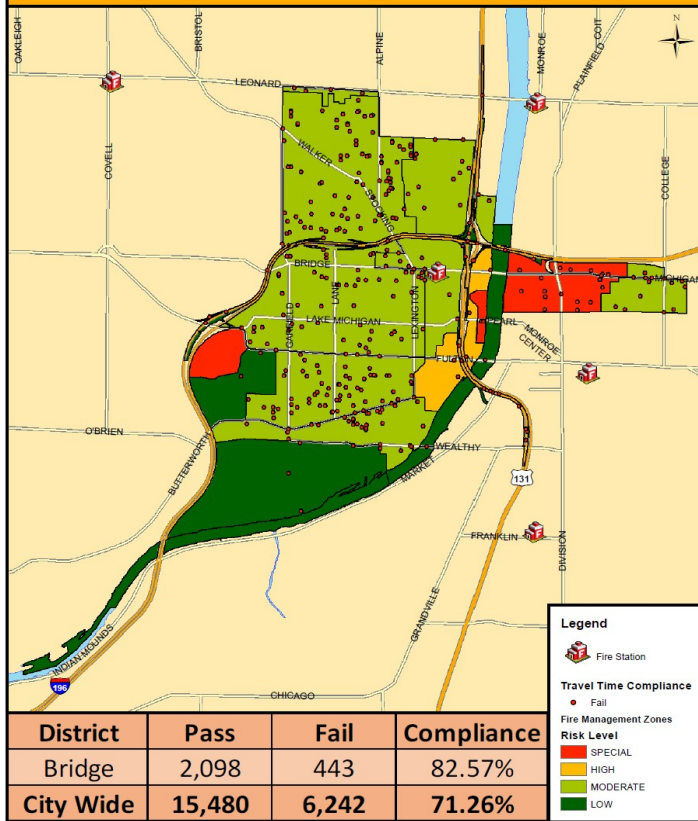 OAKLEIGH
BRISTOL
ALPINE
MONROE
COIT
PLAINFIELD
LEONARD
COVELL
WALKER
STOCKING
COLLEGE
BRIDGE
MICHIGAN
GARFIELD
LANE
LEXINGTON
LAKE MICHIGAN
PEARL
MONROE
CENTER
FULTON
O'BRIEN
BUTTERWORTH
WEALTHY
MARKET
131
FRANKLIN
DIVISION
GRANDVILLE
INDIAN MOUNDS
196
CHICAGO
Legend
Fire Station
Travel Time Compliance
Fail
Fire Management Zones
Risk Level
SPECIAL
HIGH
MODERATE
LOW
District Pass Fail Compliance
Bridge 2,098 443 82.57%
City Wide 15,480 6,242 71.26%